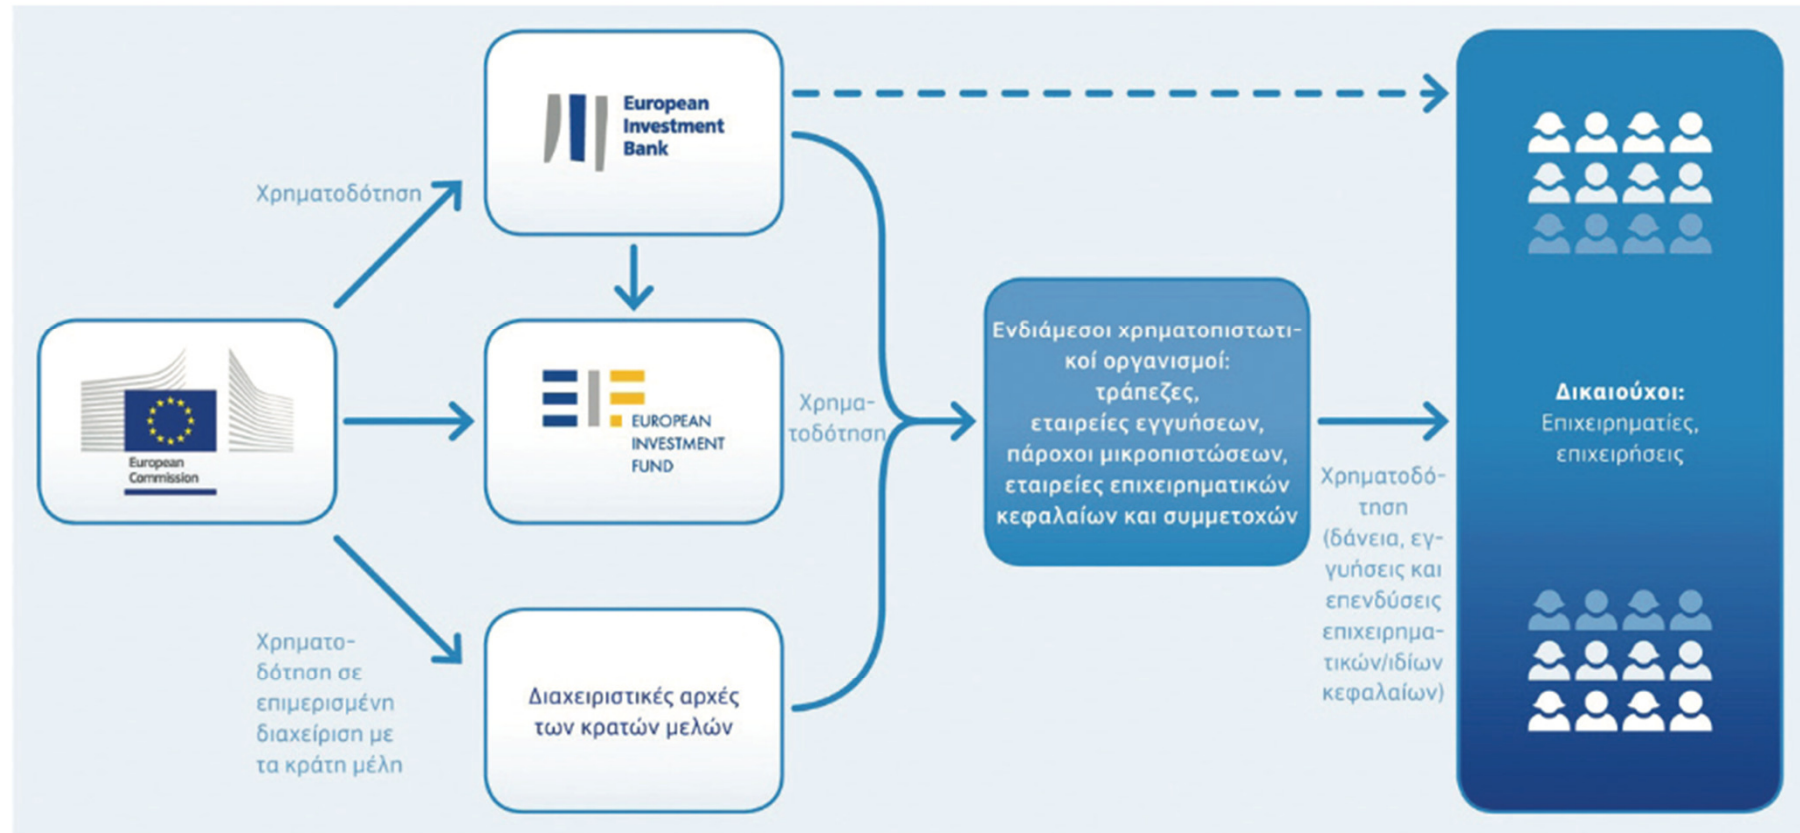 European
Investment
Bank
Χρηματοδότηση
European
Commission
EUROPEAN
INVESTMENT
FUND
Χρημα-
τοδότηση
Χρηματο-
δότηση σε
επιμερισμένη
διαχείριση με
τα κράτη μέλη
Διαχειριστικές αρχές
των κρατών μελών
Ενδιάμεσοι χρηματοπιστωτι-
κοί οργανισμοί:
τράπεζες,
εταιρείες εγγυήσεων,
πάροχοι μικροπιστώσεων,
εταιρείες επιχειρηματικών
κεφαλαίων και συμμετοχών
Χρηματοδό-
τηση
(δάνεια, εγ-
γυήσεις και
επενδύσεις
επιχειρημα-
τικών/ιδίων
κεφαλαίων)
Δικαιούχοι:
Επιχειρηματίες,
επιχειρήσεις